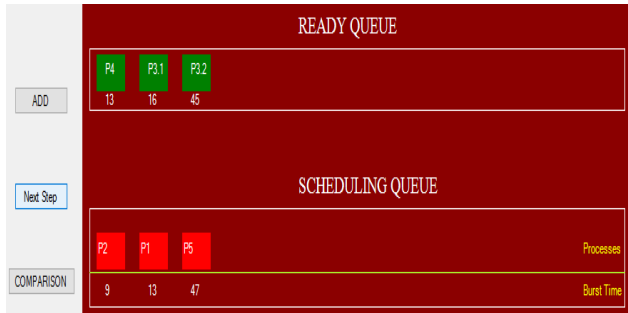 READY QUEUE
P4 P3.1 P3.2
13 16 45
ADD
SCHEDULING QUEUE
Next Step
P2 P1 P5 Processes
COMPARISON
9 13 47 Burst Time